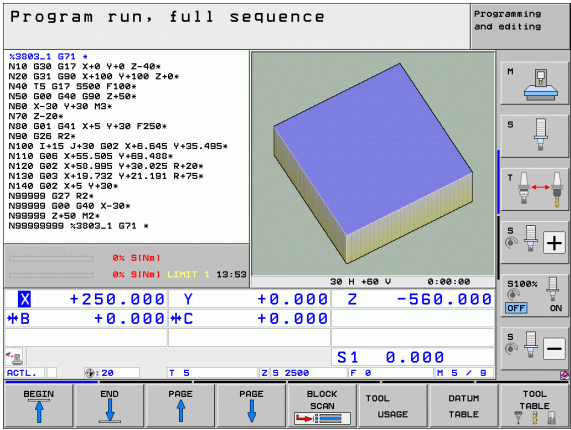 Program run, full sequence
Programming
and editing
%3803_1 G71 *
N10 G30 G17 X+0 Y+0 Z-40*
N20 G31 G90 X+100 Y+100 Z+0*
N40 T5 G17 S500 F100*
N50 G00 G40 G90 Z+50*
N60 X-30 Y+30 M3*
N70 Z-20*
N80 G01 G41 X+5 Y+30 F250*
N90 G26 R2*
N100 I+15 J+30 G02 X+6.645 Y+35.495*
N110 G06 X+55.505 Y+69.488*
N120 G02 X+58.995 Y+30.025 R+20*
N130 G03 X+19.732 Y+21.191 R+75*
N140 G02 X+5 Y+30*
N99999 G27 R2*
N99999 G00 G40 X-30*
N99999 Z+50 M2*
N99999999 %3803_1 G71 *
0% S[Nm]
0% S[Nm] LIMIT 1 13:53
30 H +60 V 0:00:00
X +250.000 Y +0.000 Z -560.000
B +0.000 C +0.000
S1 0.000
ACTL. : 20 T 5 Z S 2500 F 0 M 5 / 9
M
S
T
S
S100%
OFF ON
S
BEGIN
END
PAGE
PAGE
BLOCK
SCAN
TOOL
USAGE
DATUM
TABLE
TOOL
TABLE